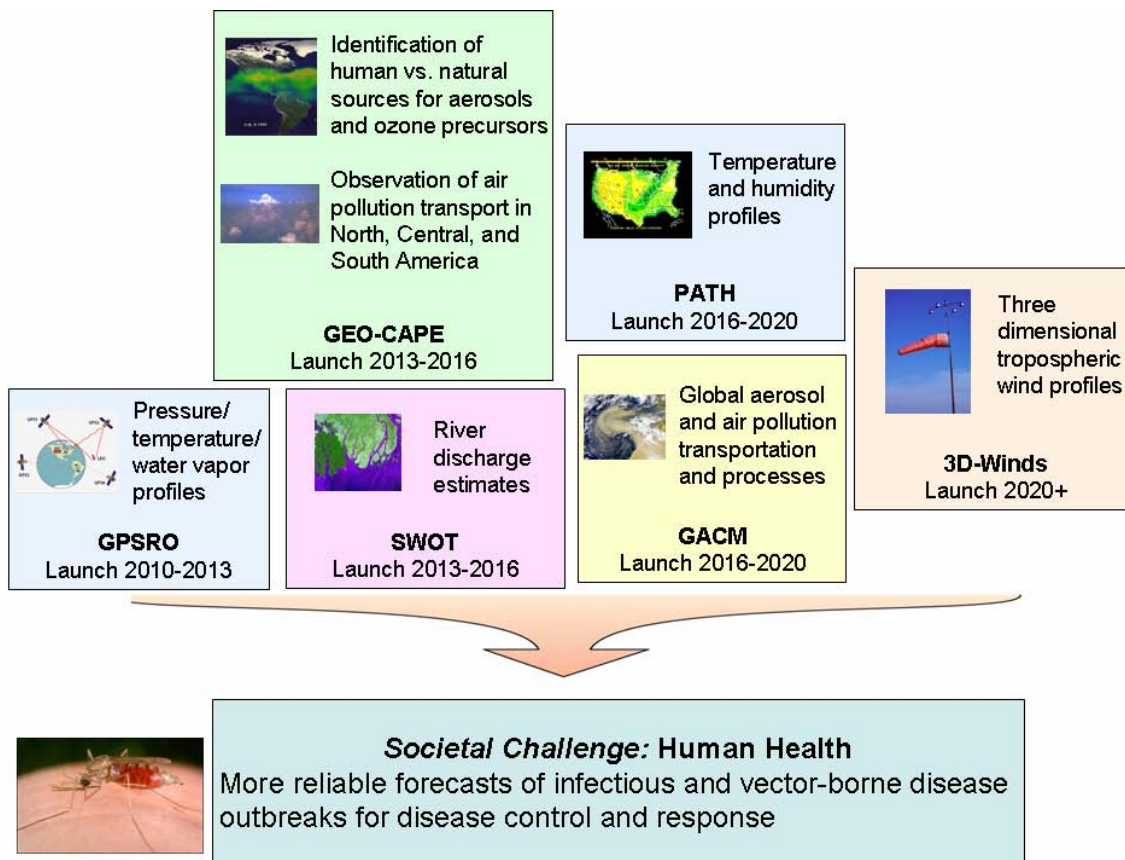 Identification of
human vs. natural
sources for aerosols
and ozone precursors
Observation of air
pollution transport in
North, Central, and
South America
GEO-CAPE
Launch 2013-2016
Temperature
and humidity
profiles
PATH
Launch 2016-2020
Three
dimensional
tropospheric
wind profiles
3D-Winds
Launch 2020+
Pressure/
temperature/
water vapor
profiles
GPSRO
Launch 2010-2013
River
discharge
estimates
SWOT
Launch 2013-2016
Global aerosol
and air pollution
transportation
and processes
GACM
Launch 2016-2020
Societal Challenge: Human Health
More reliable forecasts of infectious and vector-borne disease
outbreaks for disease control and response